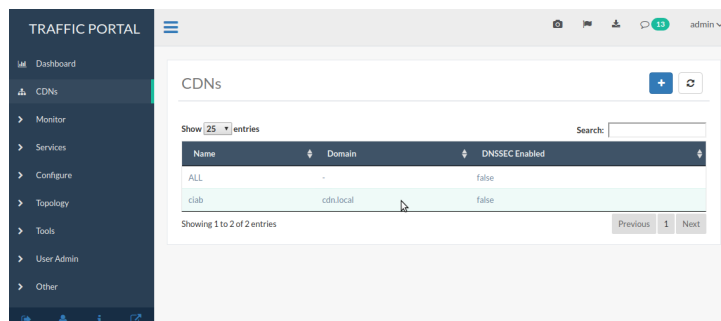 TRAFFIC PORTAL
13
admin
Dashboard
CDNs
Monitor
Services
Configure
Topology
Tools
User Admin
Other
CDNs
Show 25 entries
Search:
Name Domain DNSSEC Enabled
ALL - false
ciab cdn.local false
Showing 1 to 2 of 2 entries
Previous 1 Next